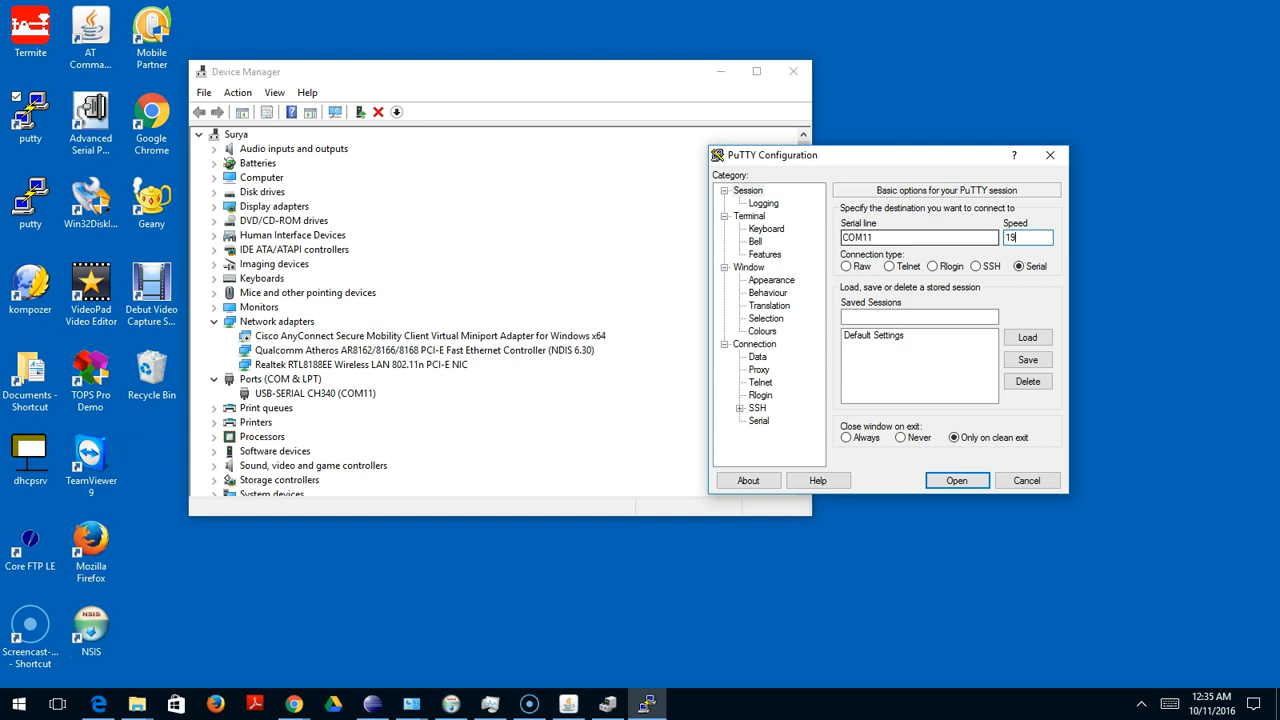 Termite
AT
Comma...
Mobile
Partner
putty
Advanced
Serial P...
Google
Chrome
putty
Win32DiskI...
Geany
kompozer
VideoPad
Video Editor
Debut Video
Capture S...
Documents -
Shortcut
TOPS Pro
Demo
Recycle Bin
dhcpsrv
TeamViewer
9
Core FTP LE
Mozilla
Firefox
Screencast-...
- Shortcut
NSIS
NSIS
Device Manager
File Action View Help
Surya
Audio inputs and outputs
Batteries
Computer
Disk drives
Display adapters
DVD/CD-ROM drives
Human Interface Devices
IDE ATA/ATAPI controllers
Imaging devices
Keyboards
Mice and other pointing devices
Monitors
Network adapters
Cisco AnyConnect Secure Mobility Client Virtual Miniport Adapter for Windows x64
Qualcomm Atheros AR8162/8166/8168 PCI-E Fast Ethernet Controller (NDIS 6.30)
Realtek RTL8188EE Wireless LAN 802.11n PCI-E NIC
Ports (COM & LPT)
USB-SERIAL CH340 (COM11)
Print queues
Printers
Processors
Software devices
Sound, video and game controllers
Storage controllers
System devices
PuTTY Configuration
?
Category:
Session
Logging
Terminal
Keyboard
Bell
Features
Window
Appearance
Behaviour
Translation
Selection
Colours
Connection
Data
Proxy
Telnet
Rlogin
SSH
Serial
Basic options for your PuTTY session
Specify the destination you want to connect to
Serial line Speed
COM11 19
Connection type:
Raw Telnet Rlogin SSH Serial
Load, save or delete a stored session
Saved Sessions
Default Settings
Load
Save
Delete
Close window on exit:
Always Never Only on clean exit
About Help Open Cancel
12:35 AM
10/11/2016